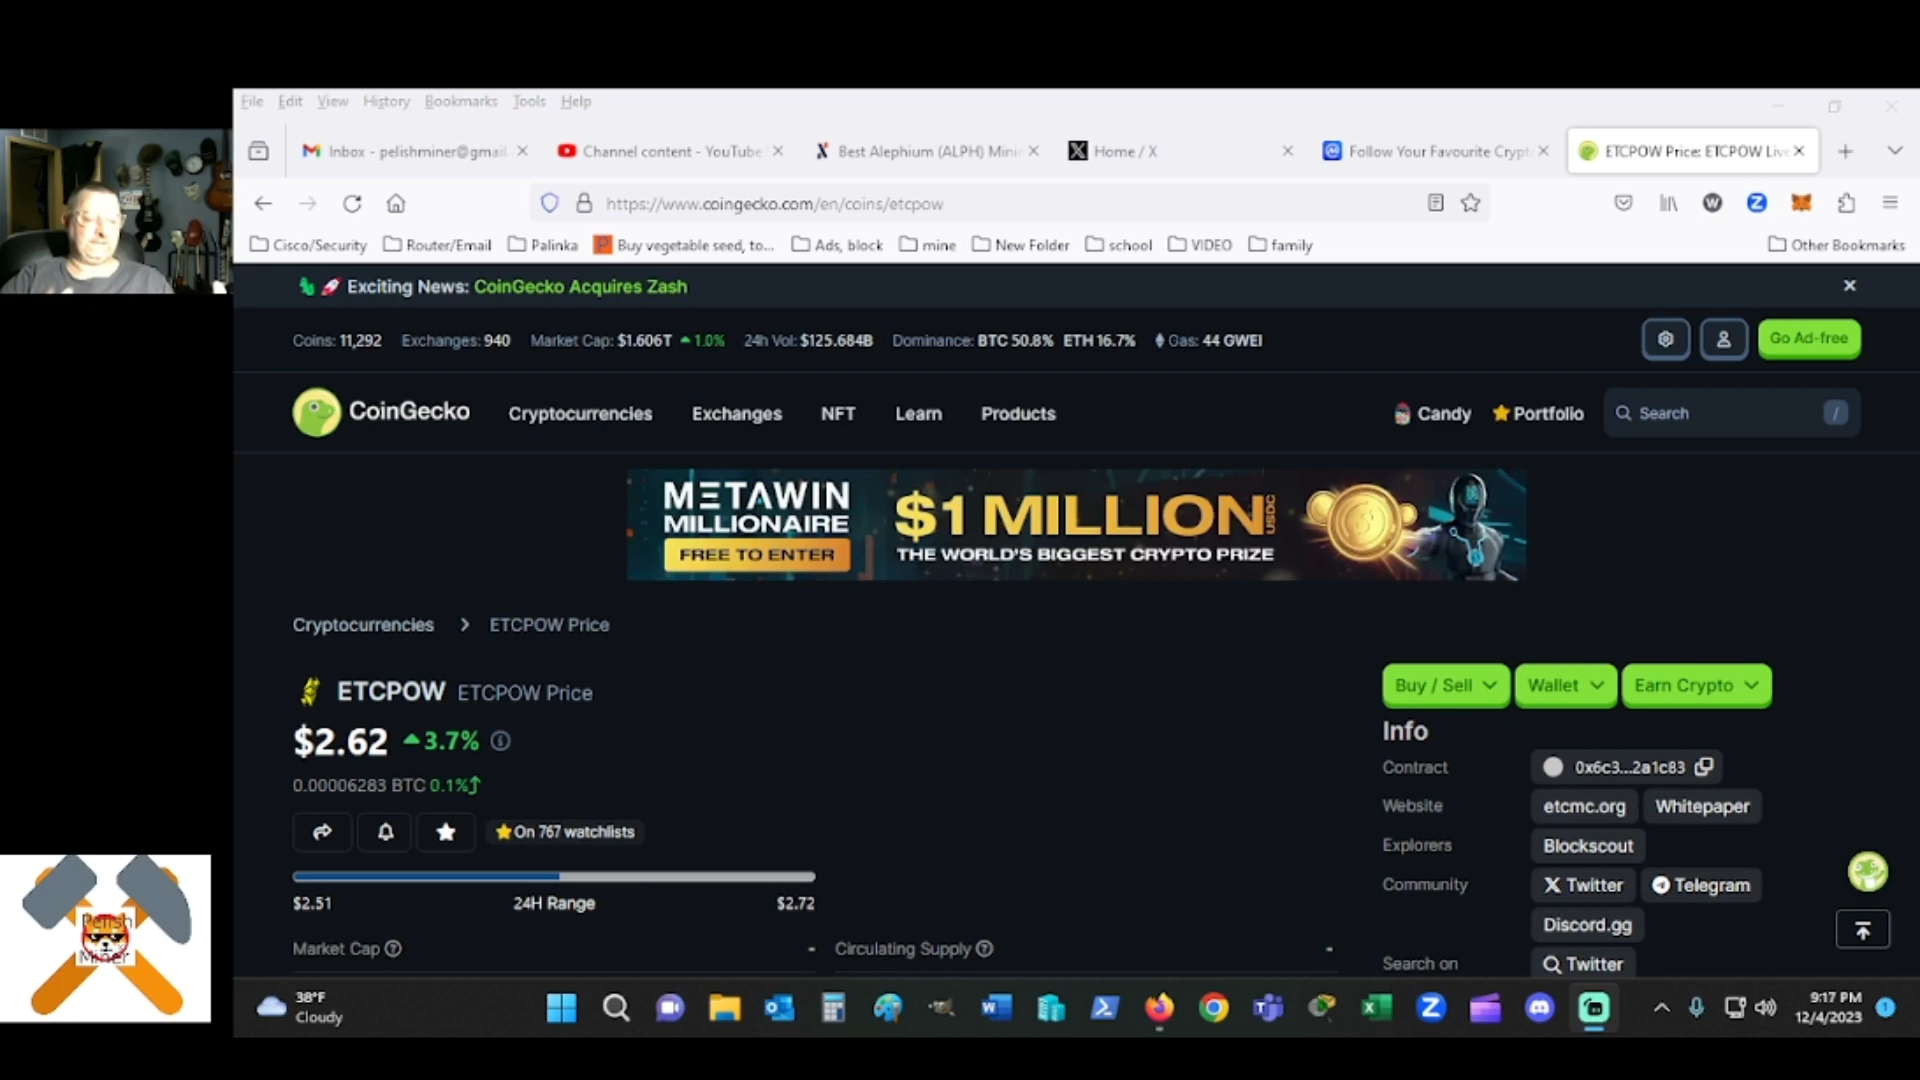 File Edit View History Bookmarks Tools Help
Inbox - pelishminer@gmail.
Channel content - YouTube
Best Alephium (ALPH) Mini
Home / X
Follow Your Favourite Crypt
ETCPOW Price: ETCPOW Live
https://www.coingecko.com/en/coins/etcpow
Cisco/Security Router/Email Palinka Buy vegetable seed, to... Ads, block mine New Folder school VIDEO family Other Bookmarks
Exciting News: CoinGecko Acquires Zash
Coins: 11,292 Exchanges: 940 Market Cap: $1.606T 1.0% 24h Vol: $125.684B Dominance: BTC 50.8% ETH 16.7% Gas: 44 GWEI
Go Ad-free
CoinGecko Cryptocurrencies Exchanges NFT Learn Products Candy Portfolio Search /
METAWIN
MILLIONAIRE
FREE TO ENTER
$1 MILLION USDC
THE WORLD'S BIGGEST CRYPTO PRIZE
Cryptocurrencies > ETCPOW Price
ETCPOW ETCPOW Price
$2.62 3.7%
0.00006283 BTC 0.1%
On 767 watchlists
$2.51 24H Range $2.72
Market Cap - Circulating Supply -
Buy / Sell Wallet Earn Crypto
Info
Contract 0x6c3...2a1c83
Website etcmc.org Whitepaper
Explorers Blockscout
Community X Twitter Telegram
Discord.gg
Search on Twitter
Pelish
Miner
38°F
Cloudy
9:17 PM
12/4/2023